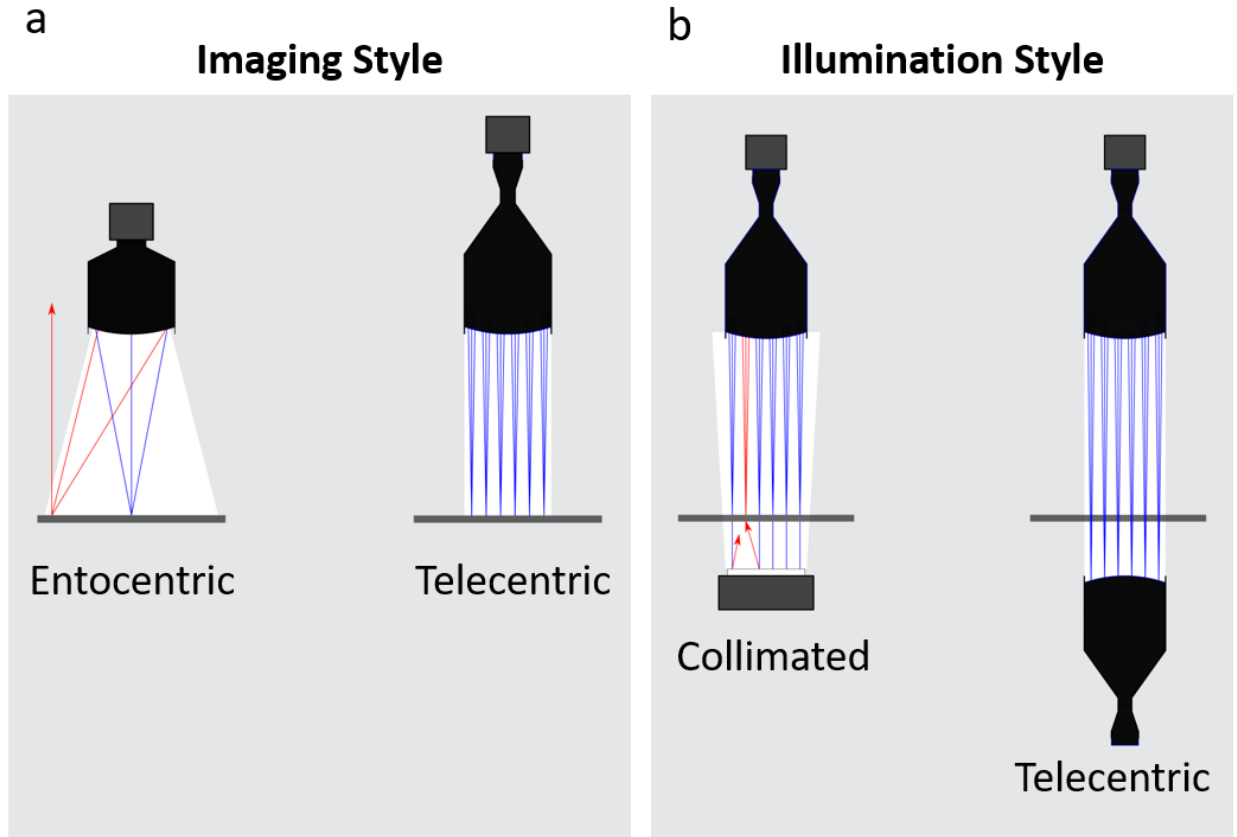 a
Imaging Style
Entocentric
Telecentric
b
Illumination Style
Collimated
Telecentric